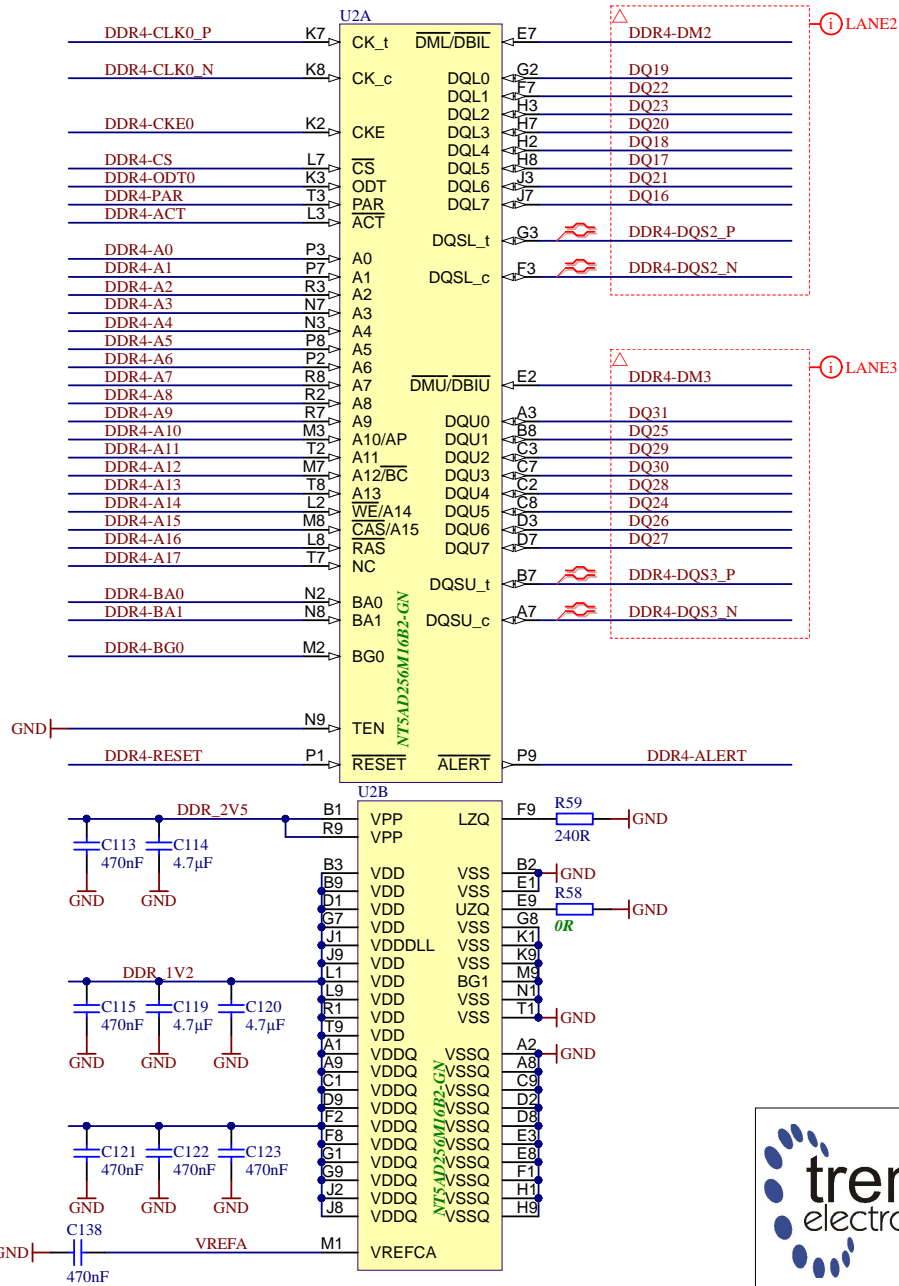 U2A
DDR4-CLK0_P K7 CK_t DML/DBIL E7 DDR4-DM2 LANE2
DDR4-CLK0_N K8 CK_c DQL0 G2 DQ19
DQL1 F7 DQ22
DQL2 H3 DQ23
DDR4-CKE0 K2 CKE DQL3 H7 DQ20
DQL4 H2 DQ18
DDR4-CS L7 CS DQL5 H8 DQ17
DDR4-ODT0 K3 ODT DQL6 J3 DQ21
DDR4-PAR T3 PAR DQL7 J7 DQ16
DDR4-ACT L3 ACT
DQSL_t G3 DDR4-DQS2_P
DDR4-A0 P3 A0
DDR4-A1 P7 A1 DQSL_c F3 DDR4-DQS2_N
DDR4-A2 R3 A2
DDR4-A3 N7 A3
DDR4-A4 N3 A4
DDR4-A5 P8 A5
DDR4-A6 P2 A6 LANE3
DDR4-A7 R8 A7 DMU/DBIU E2 DDR4-DM3
DDR4-A8 R2 A8
DDR4-A9 R7 A9 DQU0 A3 DQ31
DDR4-A10 M3 A10/AP DQU1 B8 DQ25
DDR4-A11 T2 A11 DQU2 C3 DQ29
DDR4-A12 M7 A12/BC DQU3 C7 DQ30
DDR4-A13 T8 A13 DQU4 C2 DQ28
DDR4-A14 L2 WE/A14 DQU5 C8 DQ24
DDR4-A15 M8 CAS/A15 DQU6 D3 DQ26
DDR4-A16 L8 RAS DQU7 D7 DQ27
DDR4-A17 T7 NC
DQSU_t B7 DDR4-DQS3_P
DDR4-BA0 N2 BA0
DDR4-BA1 N8 BA1 DQSU_c A7 DDR4-DQS3_N
DDR4-BG0 M2 BG0
NT5AD256M16B2-GN
GND N9 TEN
DDR4-RESET P1 RESET ALERT P9 DDR4-ALERT
U2B
DDR_2V5 B1 VPP LZQ F9 R59 GND
R9 VPP 240R
C113 C114
470nF 4.7µF
GND GND
B3 VDD VSS B2 GND
B9 VDD VSS E1
D1 VDD UZQ E9 R58 GND
G7 VDD VSS G8 0R
J1 VDDDLL VSS K1
J9 VDD VSS K9
DDR_1V2 L1 VDD BG1 M9
L9 VDD VSS N1
R1 VDD VSS T1 GND
T9 VDD
C115 C119 C120
470nF 4.7µF 4.7µF
GND GND GND
A1 VDDQ VSSQ A2 GND
A9 VDDQ VSSQ A8
C1 VDDQ VSSQ C9
D9 VDDQ VSSQ D2
F2 VDDQ VSSQ D8
F8 VDDQ VSSQ E3
G1 VDDQ VSSQ E8
G9 VDDQ VSSQ F1
J2 VDDQ VSSQ H1
J8 VDDQ VSSQ H9
NT5AD256M16B2-GN
C121 C122 C123
470nF 470nF 470nF
GND GND GND
GND C138 VREFA M1 VREFCA
470nF
tren
electro